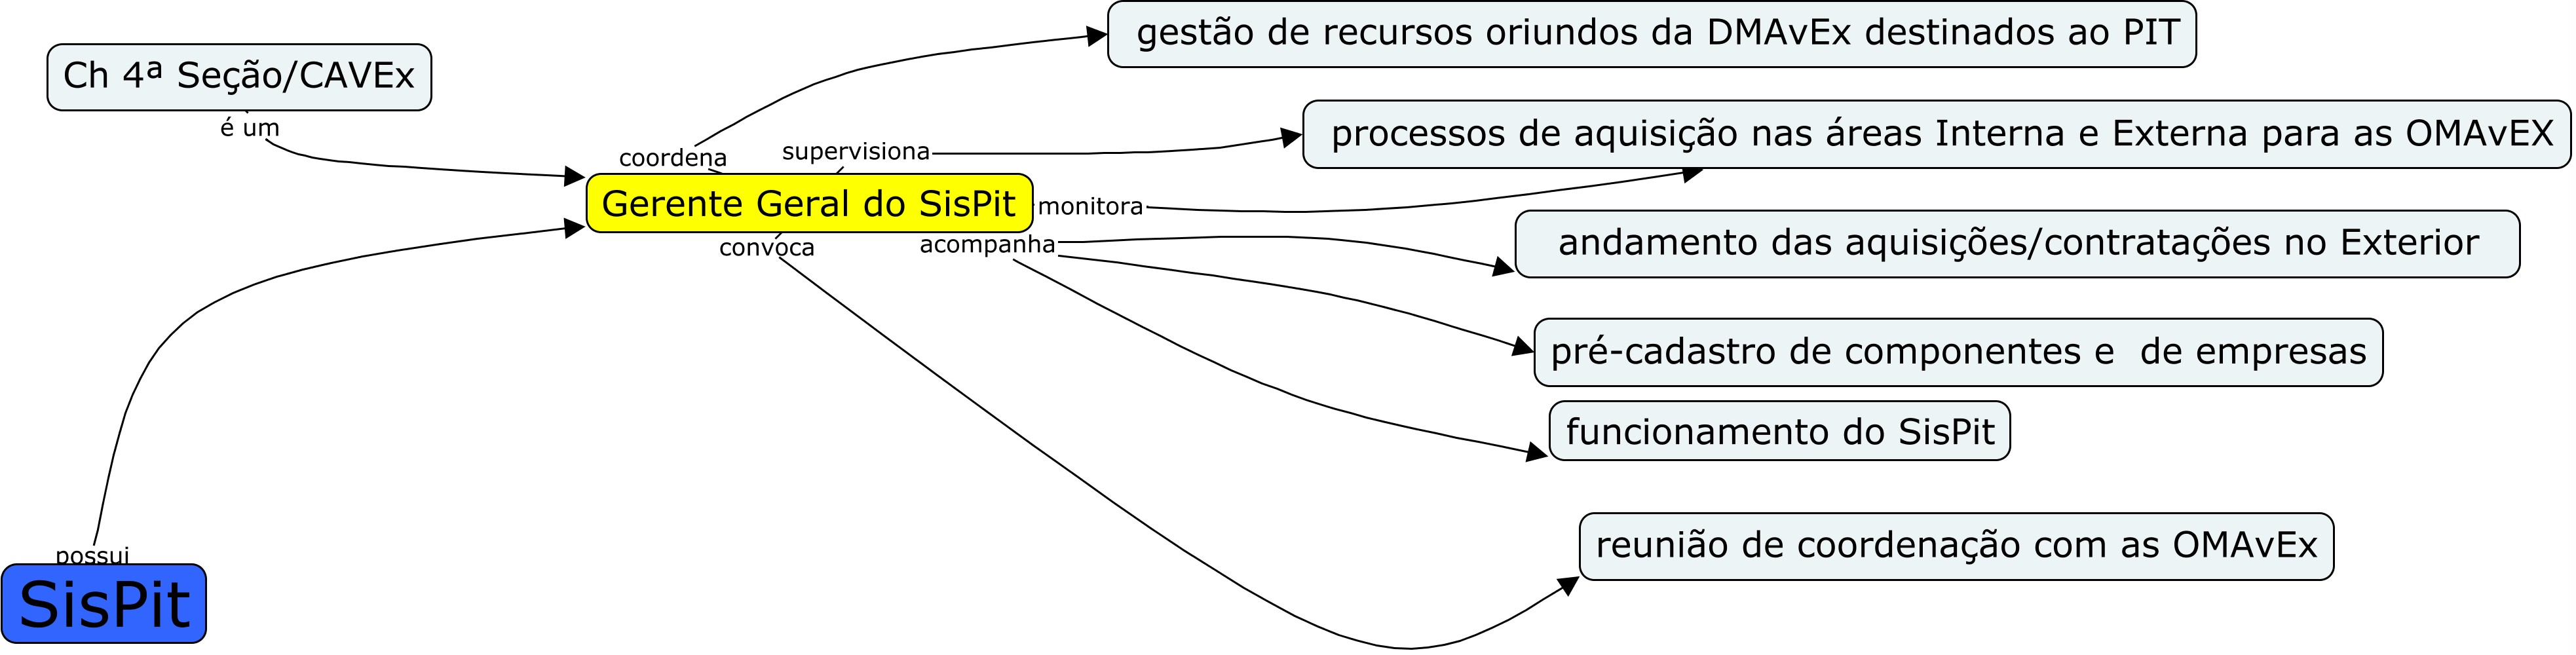 gestão de recursos oriundos da DMAvEx destinados ao PIT
Ch 4ª Seção/CAVEx
é um
processos de aquisição nas áreas Interna e Externa para as OMAvEX
coordena
supervisiona
Gerente Geral do SisPit
monitora
convoca
acompanha
andamento das aquisições/contratações no Exterior
pré-cadastro de componentes e de empresas
funcionamento do SisPit
reunião de coordenação com as OMAvEx
possui
SisPit